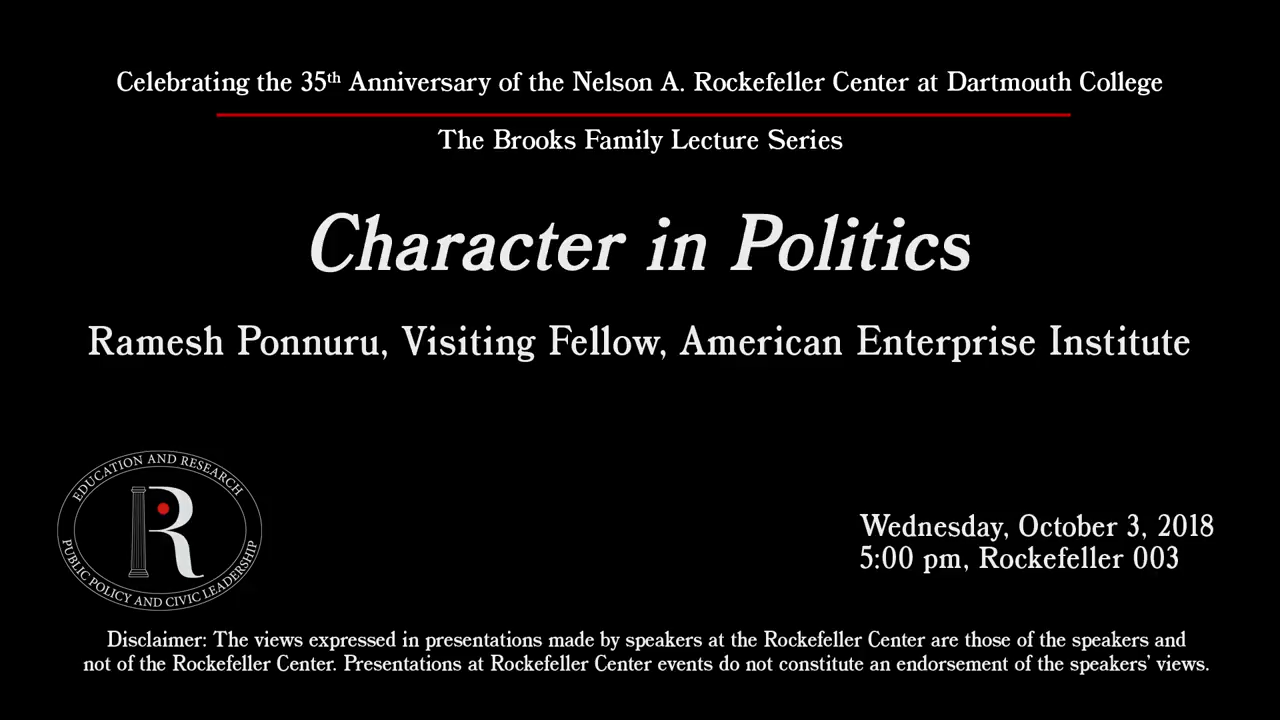 Celebrating the 35th Anniversary of the Nelson A. Rockefeller Center at Dartmouth College
The Brooks Family Lecture Series
Character in Politics
Ramesh Ponnuru, Visiting Fellow, American Enterprise Institute
EDUCATION AND RESEARCH
R
PUBLIC POLICY AND CIVIC LEADERSHIP
Wednesday, October 3, 2018
5:00 pm, Rockefeller 003
Disclaimer: The views expressed in presentations made by speakers at the Rockefeller Center are those of the speakers and
not of the Rockefeller Center. Presentations at Rockefeller Center events do not constitute an endorsement of the speakers’ views.